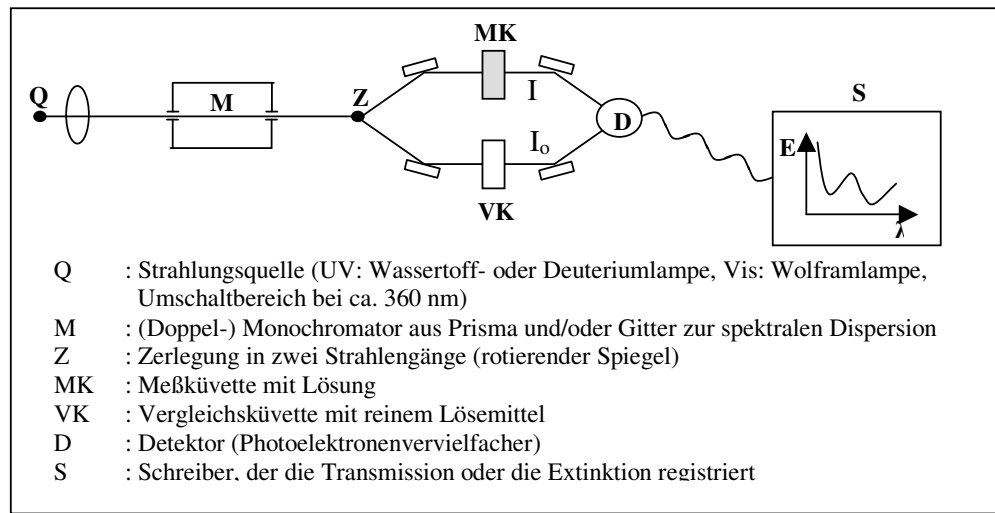 MK
Q
M
Z
I
S
D
E
I₀
VK
λ
Q : Strahlungsquelle (UV: Wassertoff- oder Deuteriumlampe, Vis: Wolframlampe,
Umschaltbereich bei ca. 360 nm)
M : (Doppel-) Monochromator aus Prisma und/oder Gitter zur spektralen Dispersion
Z : Zerlegung in zwei Strahlengänge (rotierender Spiegel)
MK : Meßküvette mit Lösung
VK : Vergleichsküvette mit reinem Lösemittel
D : Detektor (Photoelektronenvervielfacher)
S : Schreiber, der die Transmission oder die Extinktion registriert